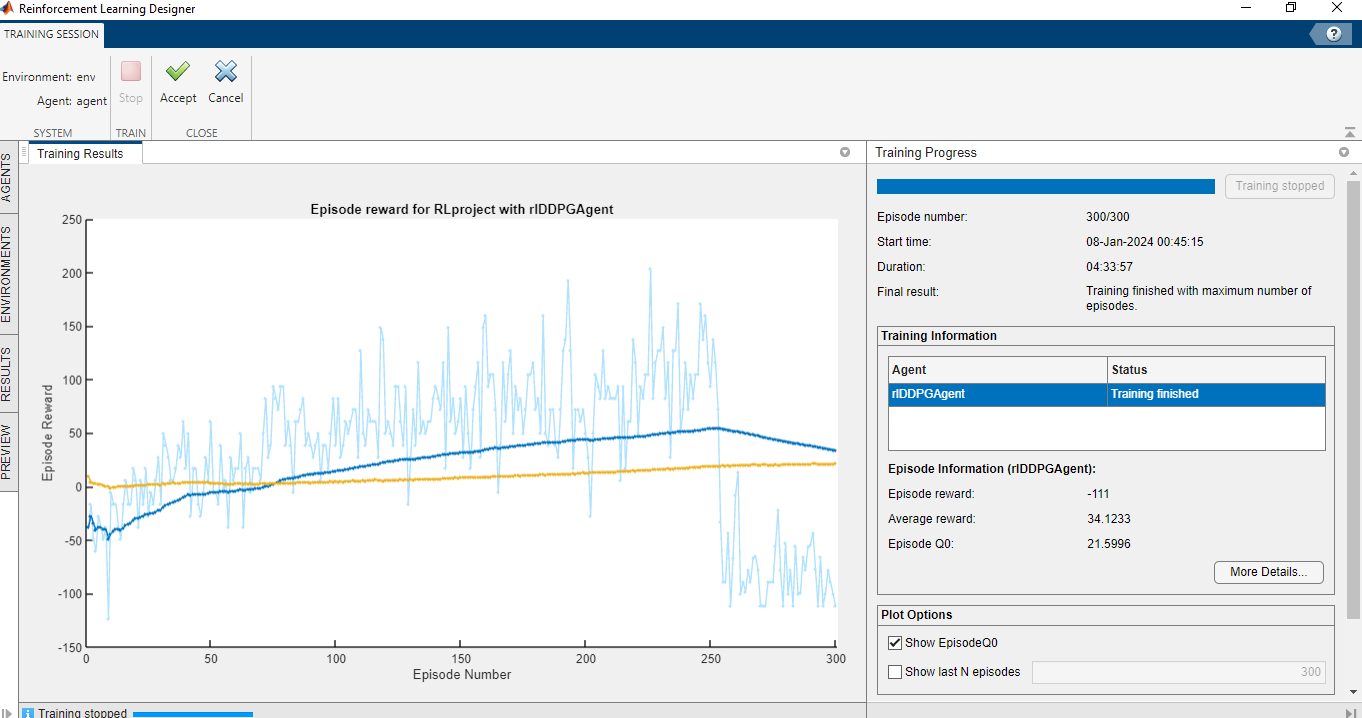 Reinforcement Learning Designer
TRAINING SESSION
?
Environment: env
Agent: agent
Stop
Accept
Cancel
SYSTEM
TRAIN
CLOSE
AGENTS
ENVIRONMENTS
RESULTS
PREVIEW
Training Results
Episode reward for RLproject with rlDDPGAgent
250
200
150
100
50
0
-50
-100
-150
Episode Reward
0
50
100
150
200
250
300
Episode Number
Training Progress
Training stopped
Episode number: 300/300
Start time: 08-Jan-2024 00:45:15
Duration: 04:33:57
Final result: Training finished with maximum number of
episodes.
Training Information
Agent Status
rlDDPGAgent Training finished
Episode Information (rlDDPGAgent):
Episode reward: -111
Average reward: 34.1233
Episode Q0: 21.5996
More Details...
Plot Options
Show EpisodeQ0
Show last N episodes 300
Training stopped